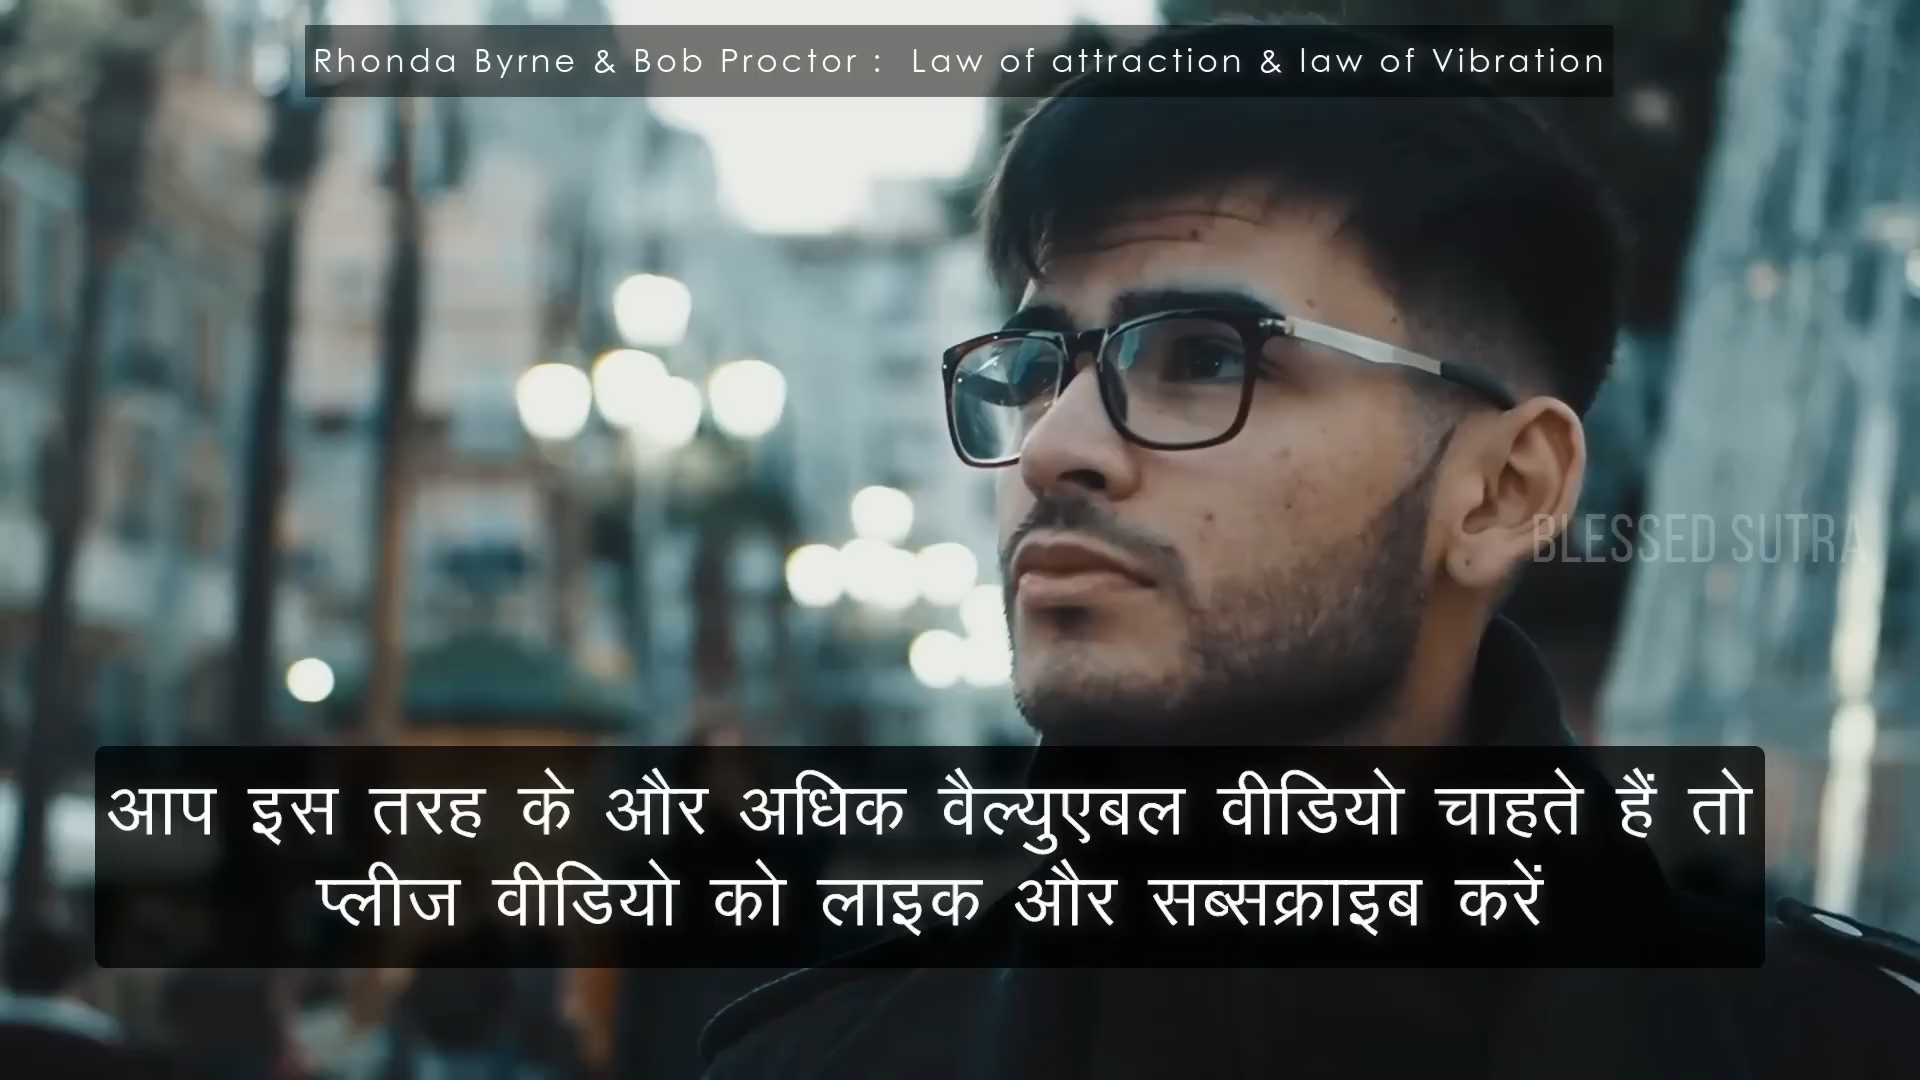 Rhonda Byrne & Bob Proctor : Law of attraction & law of Vibration
BLESSED SUTRA
आप इस तरह के और अधिक वैल्युएबल वीडियो चाहते हैं तो
प्लीज वीडियो को लाइक और सब्सक्राइब करें